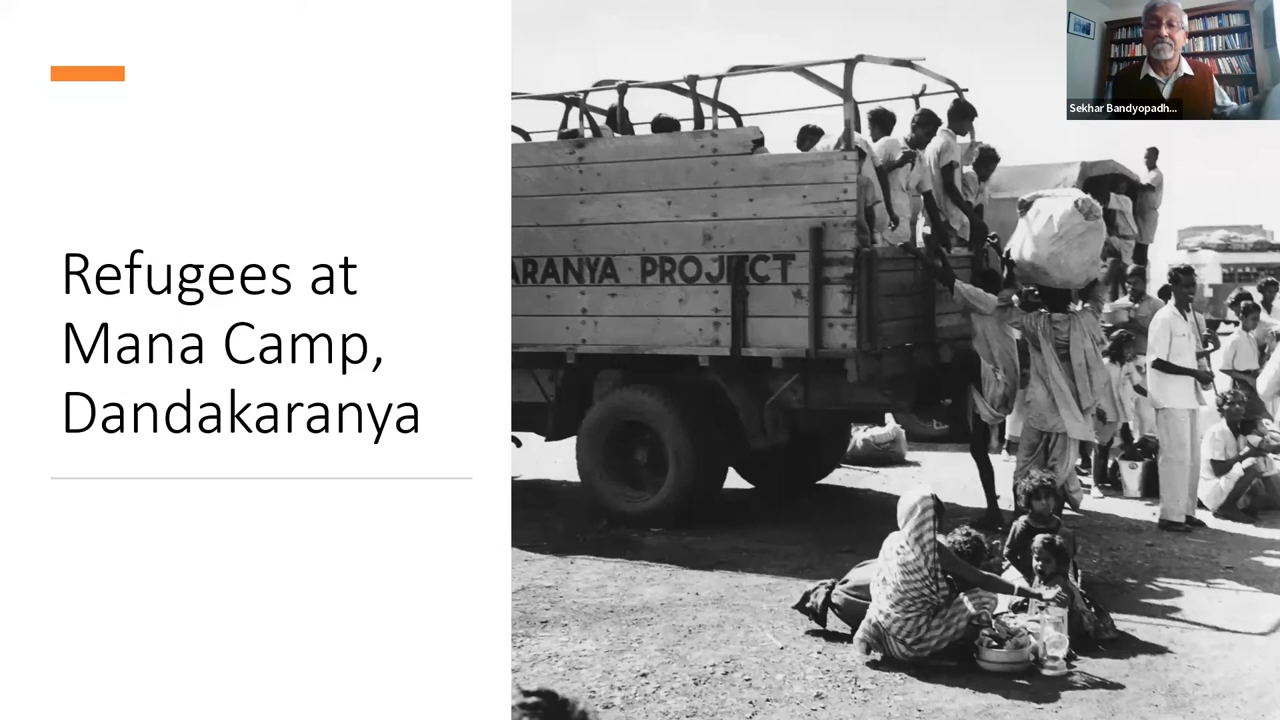 Refugees at
Mana Camp,
Dandakaranya
ARANYA PROJECT
Sekhar Bandyopadh...